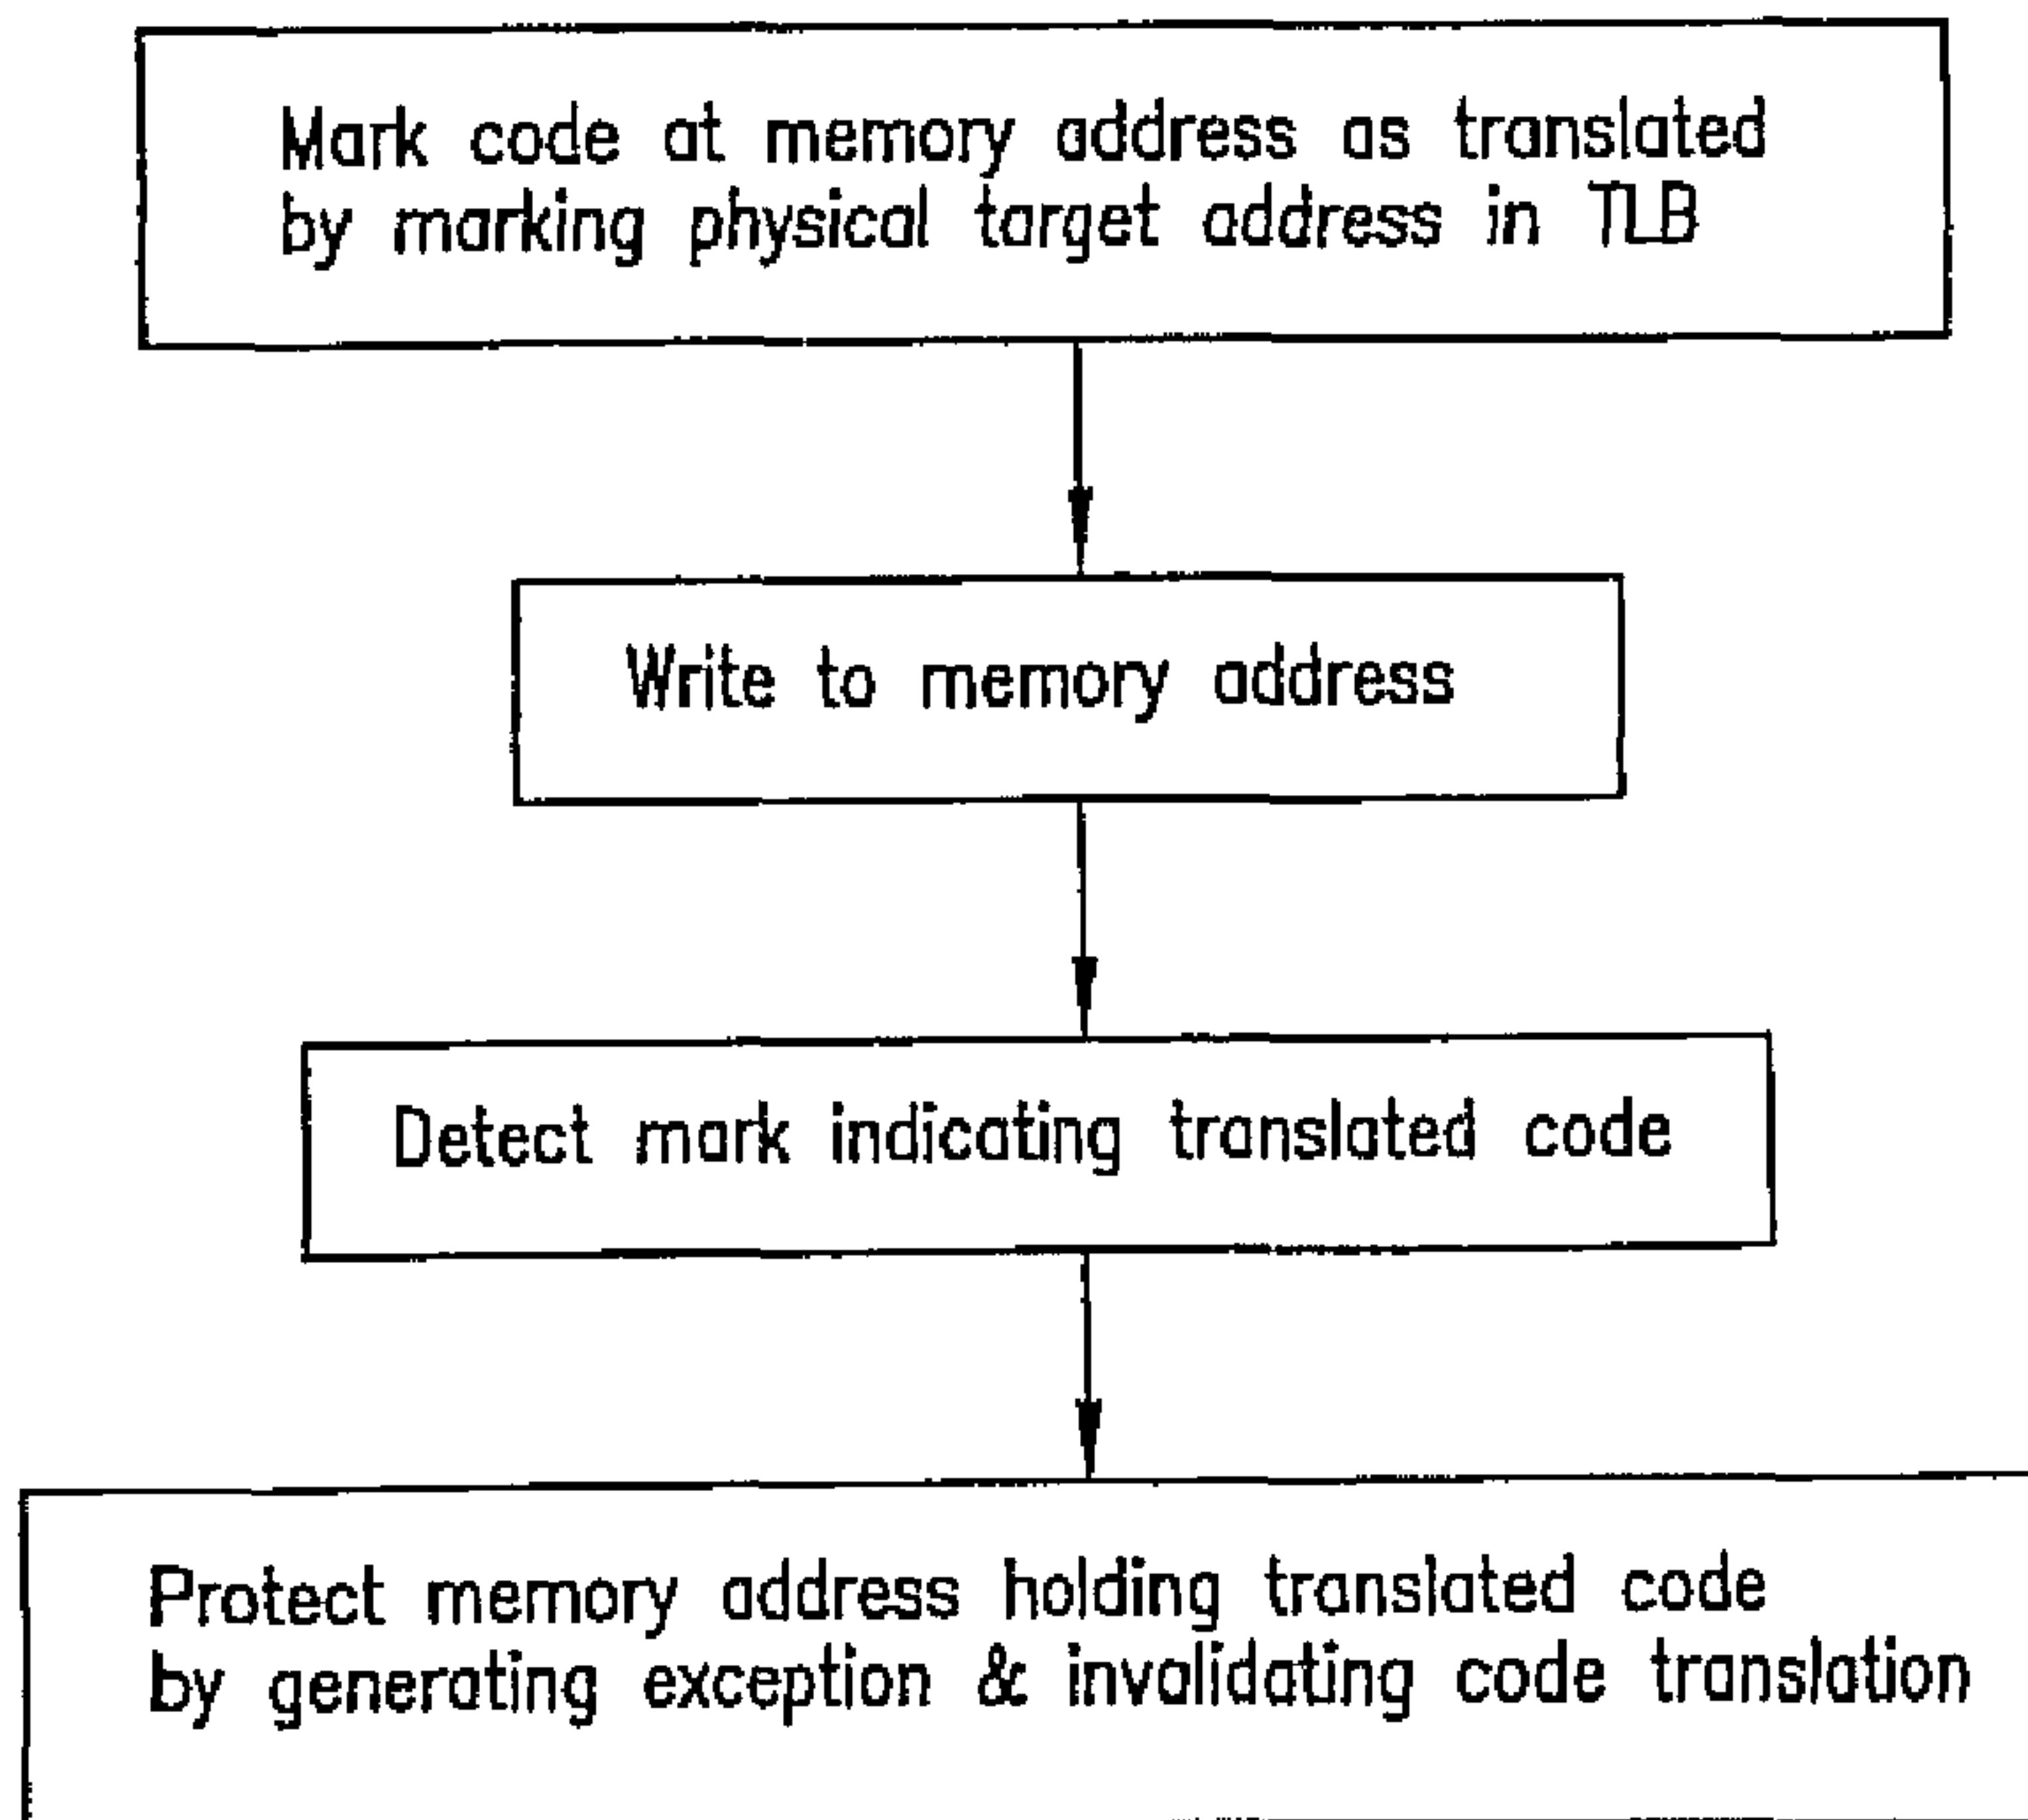 Mark code at memory address as translated
by marking physical target address in TLB
Write to memory address
Detect mark indicating translated code
Protect memory address holding translated code
by generating exception & invalidating code translation